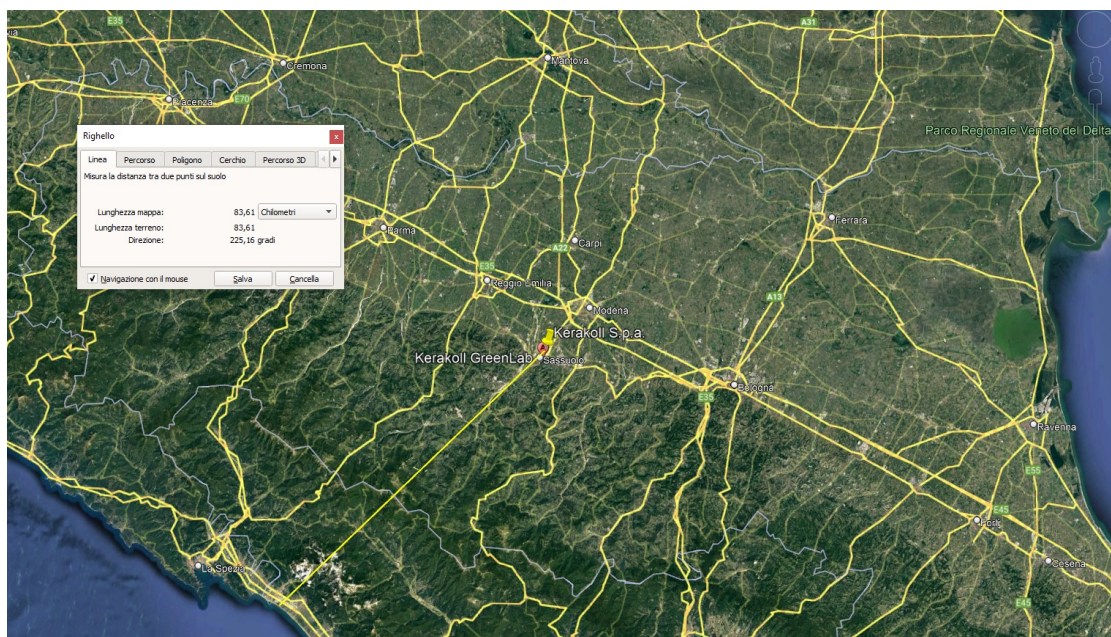 E35
A31
Cremona
Mantova
Piacenza
E70
Parco Regionale Veneto del Delta
Righello
x
Linea
Percorso
Poligono
Cerchio
Percorso 3D
Misura la distanza tra due punti sul suolo
Lunghezza mappa:
83,61
Chilometri
Lunghezza terreno:
83,61
Direzione:
225,16 gradi
Navigazione con il mouse
Salva
Cancella
Ferrara
Parma
Carpi
A22
E35
Reggio Emilia
A13
Modena
Kerakoll S.p.a.
Kerakoll GreenLab
A
Sassuolo
Bologna
E35
Ravenna
E55
E45
Forlì
Cesena
La Spezia
E45